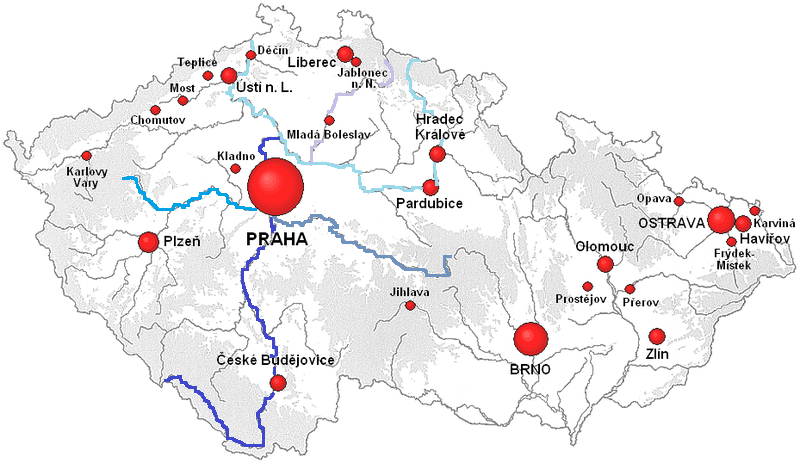 Děčín
Teplice
Liberec
Jablonec
n. N.
Ústí n. L.
Most
Chomutov
Hradec
Králové
Mladá Boleslav
Kladno
Karlovy
Vary
Pardubice
Opava
OSTRAVA
Karviná
Havířov
Frýdek-
Místek
PRAHA
Plzeň
Olomouc
Jihlava
Prostějov
Přerov
Zlín
České Budějovice
BRNO